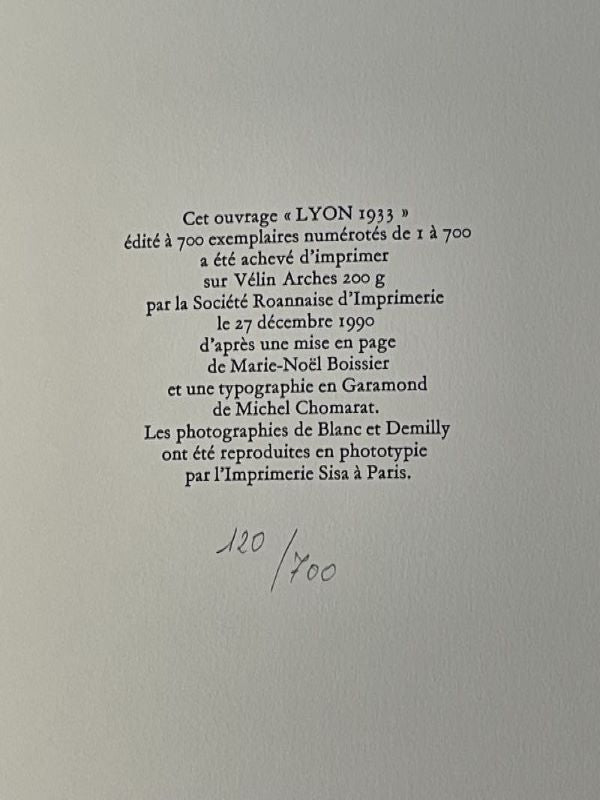 Cet ouvrage « LYON 1933 »
édité à 700 exemplaires numérotés de 1 à 700
a été achevé d'imprimer
sur Vélin Arches 200 g
par la Société Roannaise d'Imprimerie
le 27 décembre 1990
d'après une mise en page
de Marie-Noël Boissier
et une typographie en Garamond
de Michel Chomarat.
Les photographies de Blanc et Demilly
ont été reproduites en phototypie
par l'Imprimerie Sisa à Paris.
120/700